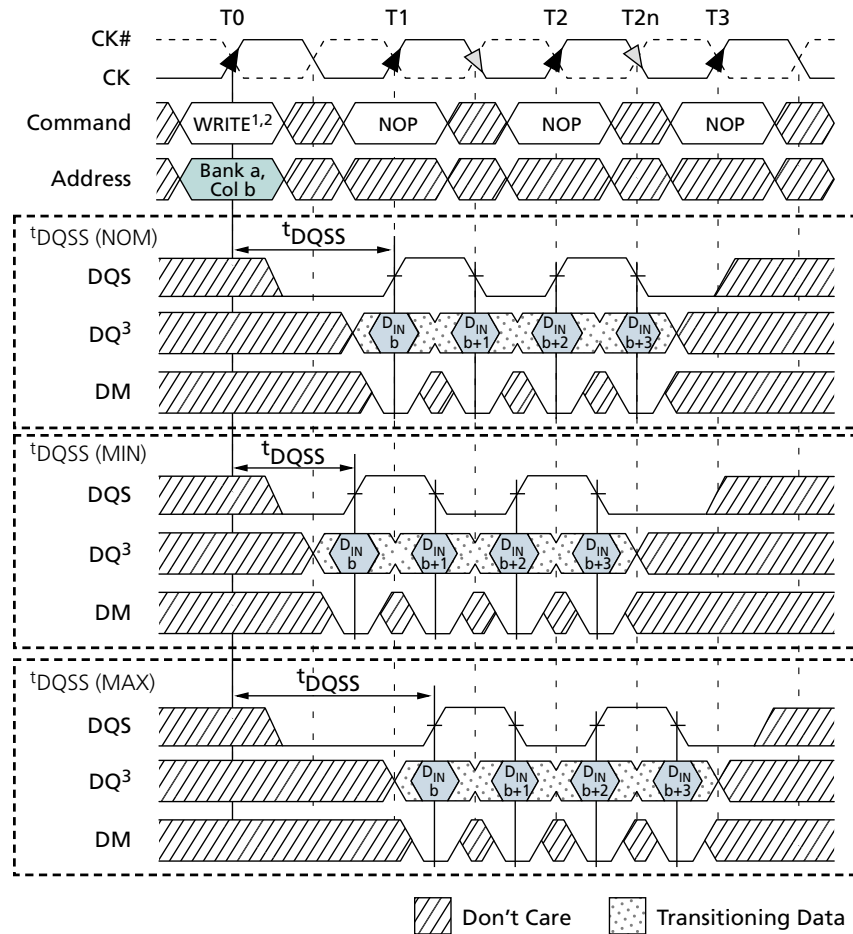 T0 T1 T2 T2n T3
CK#
CK
Command WRITE1,2 NOP NOP NOP
Address Bank a, Col b
tDQSS (NOM) tDQSS
DQS
DQ3 DIN b DIN b+1 DIN b+2 DIN b+3
DM
tDQSS (MIN) tDQSS
DQS
DQ3 DIN b DIN b+1 DIN b+2 DIN b+3
DM
tDQSS (MAX) tDQSS
DQS
DQ3 DIN b DIN b+1 DIN b+2 DIN b+3
DM
Don't Care Transitioning Data